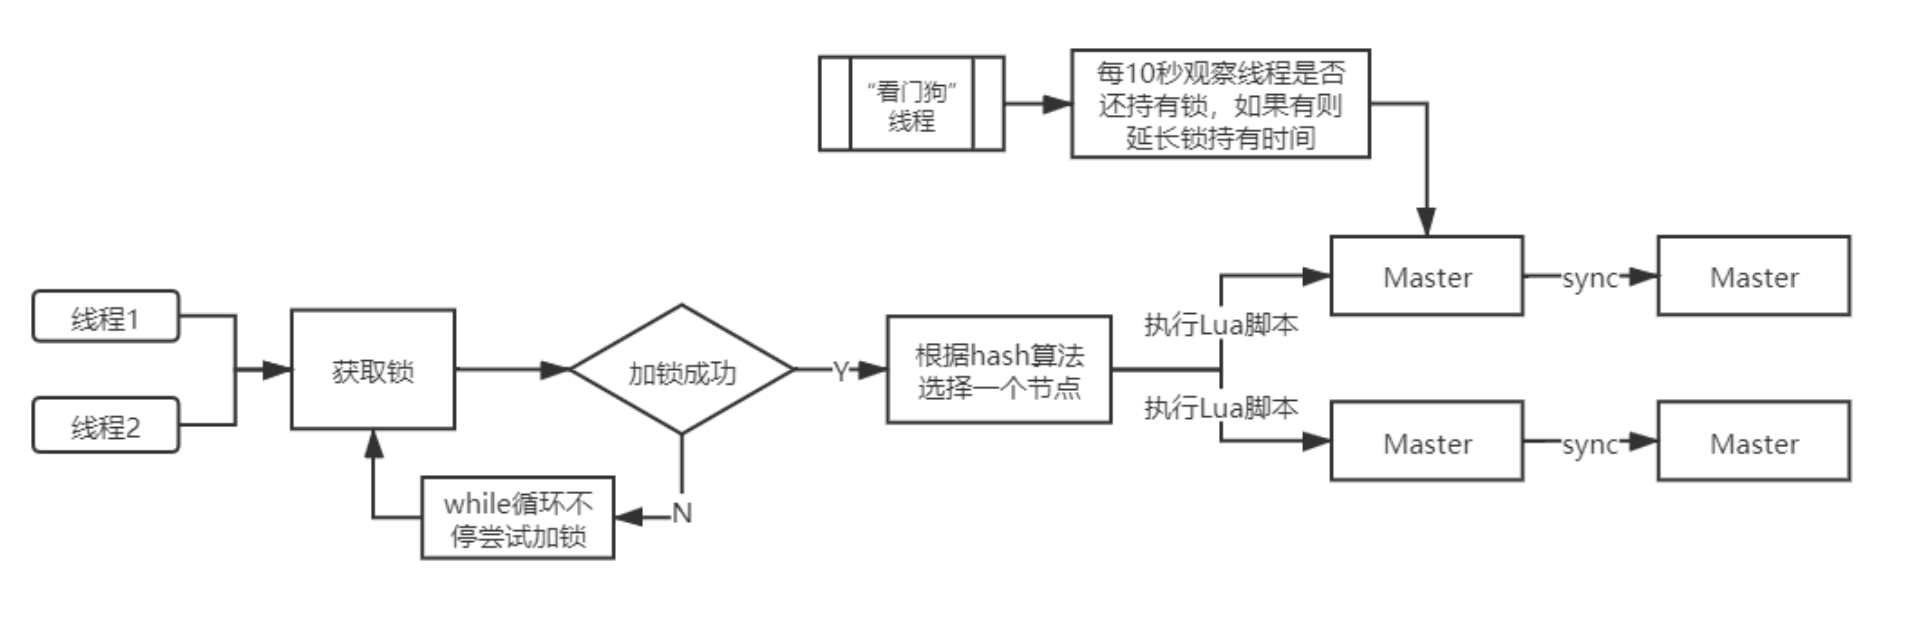 “看门狗”
线程
每10秒观察线程是否
还持有锁，如果有则
延长锁持有时间
线程1
线程2
获取锁
加锁成功
Y
N
while循环不
停尝试加锁
根据hash算法
选择一个节点
执行Lua脚本
执行Lua脚本
Master
sync
Master
Master
sync
Master